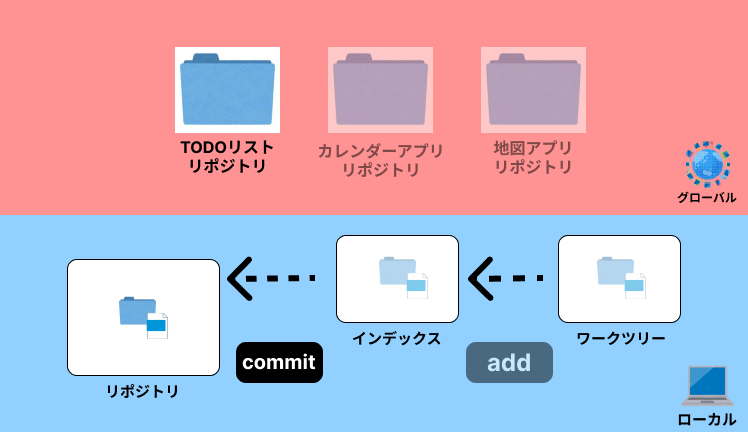 TODOリスト
リポジトリ
カレンダーアプリ
リポジトリ
地図アプリ
リポジトリ
グローバル
リポジトリ
commit
インデックス
add
ワークツリー
ローカル